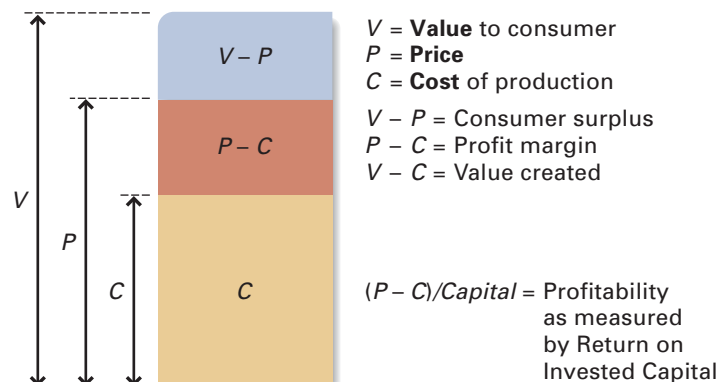 V = Value to consumer
P = Price
C = Cost of production
V – P = Consumer surplus
P – C = Profit margin
V – C = Value created
(P – C)/Capital = Profitability
as measured
by Return on
Invested Capital
V – P
P – C
C
V
P
C